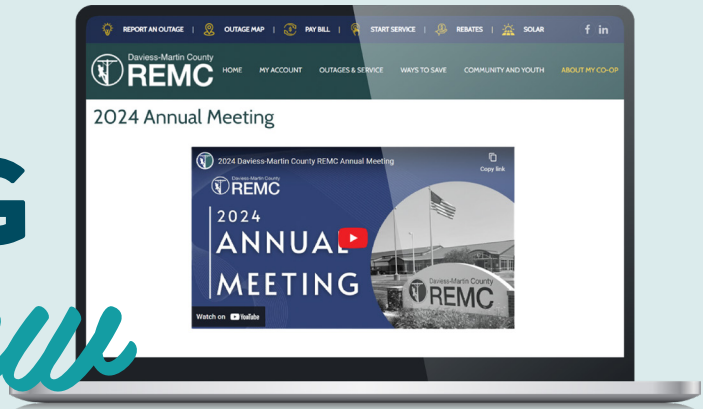 REPORT AN OUTAGE | OUTAGE MAP | PAY BILL | START SERVICE | REBATES | SOLAR f in
Daviess-Martin County
REMC
HOME MY ACCOUNT OUTAGES & SERVICE WAYS TO SAVE COMMUNITY AND YOUTH ABOUT MY CO-OP
2024 Annual Meeting
2024 Daviess-Martin County REMC Annual Meeting
Copy link
Daviess-Martin County
REMC
2024
ANNUAL
MEETING
Daviess-Martin County
REMC
Watch on YouTube
G